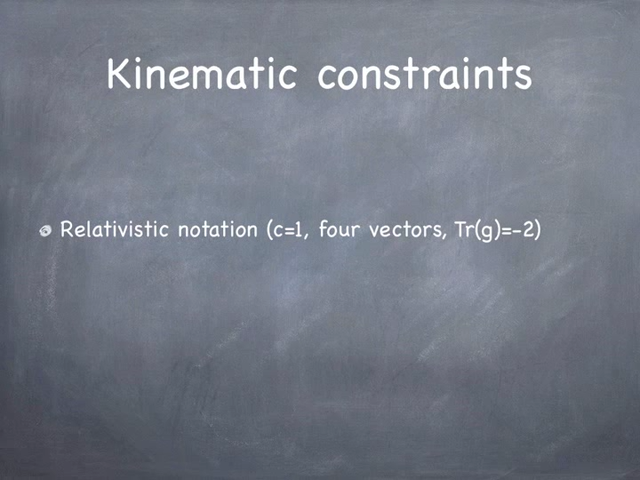 Kinematic constraints
Relativistic notation (c=1, four vectors, Tr(g)=-2)